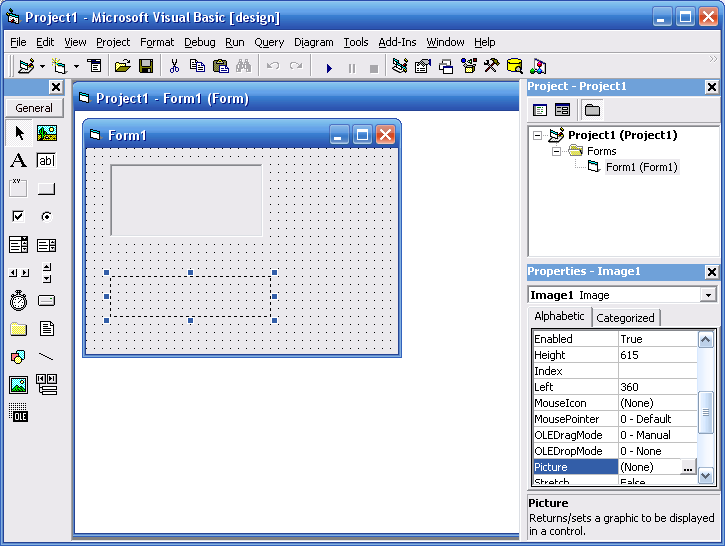 Project1 - Microsoft Visual Basic [design]
File Edit View Project Format Debug Run Query Diagram Tools Add-Ins Window Help
General
A
ab|
XY
OLE
Project1 - Form1 (Form)
Form1
Project - Project1
Project1 (Project1)
Forms
Form1 (Form1)
Properties - Image1
Image1 Image
Alphabetic Categorized
Enabled True
Height 615
Index
Left 360
MouseIcon (None)
MousePointer 0 - Default
OLEDragMode 0 - Manual
OLEDropMode 0 - None
Picture (None) ...
Stretch False
Picture
Returns/sets a graphic to be displayed
in a control.